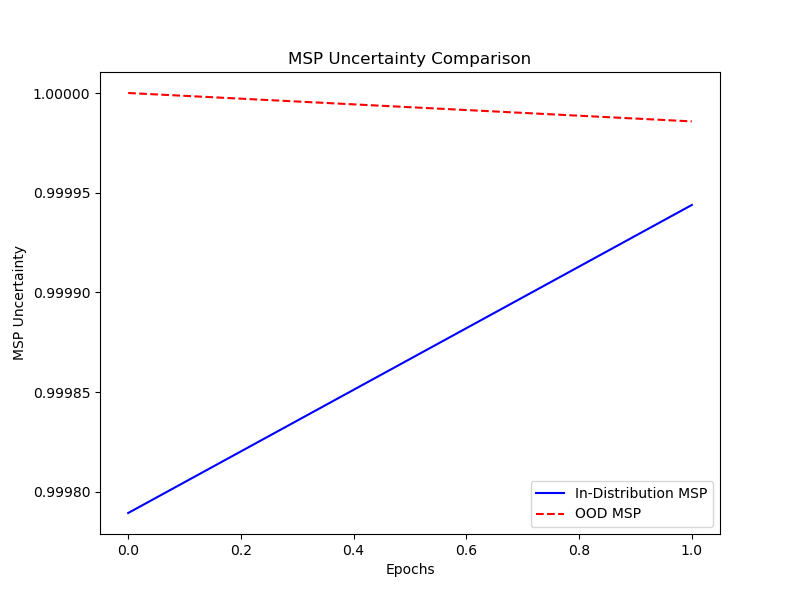 MSP Uncertainty Comparison
MSP Uncertainty
1.00000
0.99995
0.99990
0.99985
0.99980
In-Distribution MSP
OOD MSP
0.0 0.2 0.4 0.6 0.8 1.0
Epochs